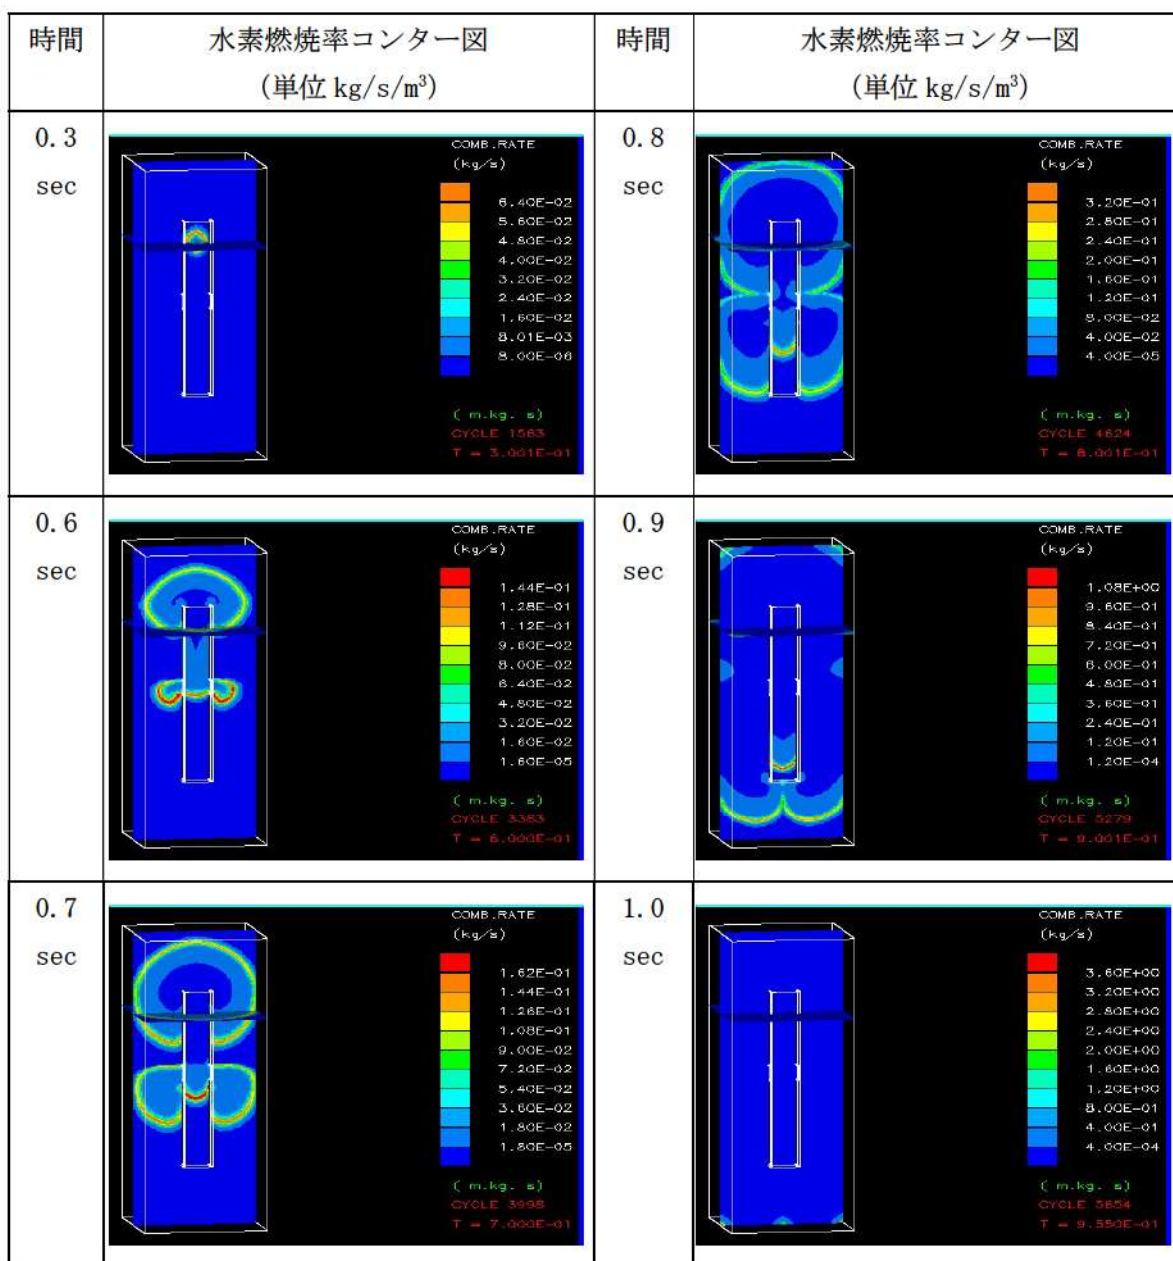 時間
水素燃焼率コンター図
(単位 kg/s/m³)
時間
水素燃焼率コンター図
(単位 kg/s/m³)
0.3
sec
COMB.RATE
(kg/s)
6.40E-02
5.60E-02
4.80E-02
4.00E-02
3.20E-02
2.40E-02
1.60E-02
8.01E-03
8.00E-06
( m.kg. s)
CYCLE 1563
T = 3.001E-01
0.8
sec
COMB.RATE
(kg/s)
3.20E-01
2.80E-01
2.40E-01
2.00E-01
1.60E-01
1.20E-01
8.00E-02
4.00E-02
4.00E-05
( m.kg. s)
CYCLE 4624
T = 8.001E-01
0.6
sec
COMB.RATE
(kg/s)
1.44E-01
1.28E-01
1.12E-01
9.60E-02
8.00E-02
6.40E-02
4.80E-02
3.20E-02
1.60E-02
1.60E-05
( m.kg. s)
CYCLE 3383
T = 6.000E-01
0.9
sec
COMB.RATE
(kg/s)
1.08E+00
9.60E-01
8.40E-01
7.20E-01
6.00E-01
4.80E-01
3.60E-01
2.40E-01
1.20E-01
1.20E-04
( m.kg. s)
CYCLE 5279
T = 9.001E-01
0.7
sec
COMB.RATE
(kg/s)
1.62E-01
1.44E-01
1.26E-01
1.08E-01
9.00E-02
7.20E-02
5.40E-02
3.60E-02
1.80E-02
1.80E-05
( m.kg. s)
CYCLE 3998
T = 7.000E-01
1.0
sec
COMB.RATE
(kg/s)
3.60E+00
3.20E+00
2.80E+00
2.40E+00
2.00E+00
1.60E+00
1.20E+00
8.00E-01
4.00E-01
4.00E-04
( m.kg. s)
CYCLE 5654
T = 9.550E-01